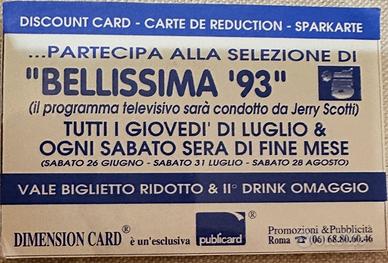 DISCOUNT CARD - CARTE DE REDUCTION - SPARKARTE
...PARTECIPA ALLA SELEZIONE DI
"BELLISSIMA '93"
(il programma televisivo sarà condotto da Jerry Scotti)
TUTTI I GIOVEDI' DI LUGLIO &
OGNI SABATO SERA DI FINE MESE
(SABATO 26 GIUGNO - SABATO 31 LUGLIO - SABATO 28 AGOSTO)
VALE BIGLIETTO RIDOTTO & II° DRINK OMAGGIO
DIMENSION CARD® è un'esclusiva publicard® Promozioni &Pubblicità
Roma ☎ (06) 68.80.60.46